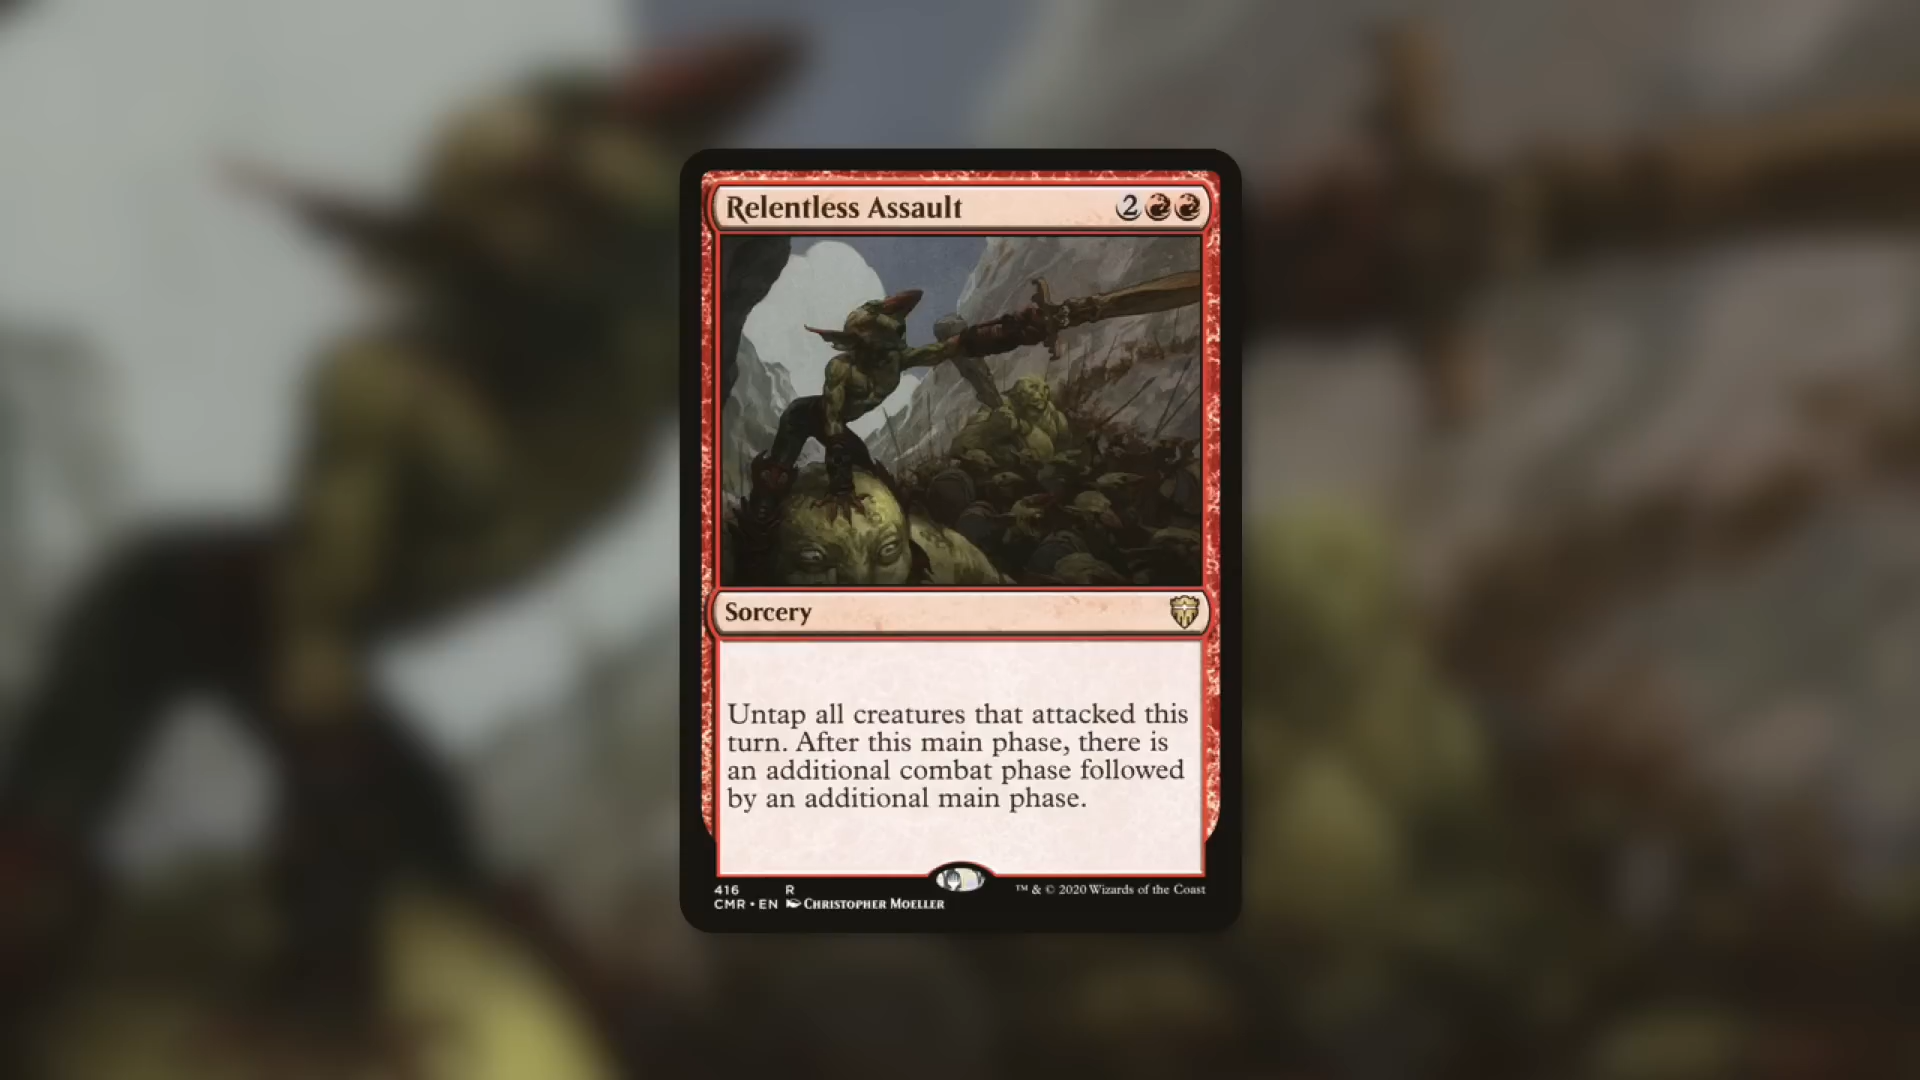 Relentless Assault 2
Sorcery
Untap all creatures that attacked this
turn. After this main phase, there is
an additional combat phase followed
by an additional main phase.
416 R
™ & © 2020 Wizards of the Coast
CMR • EN Christopher Moeller